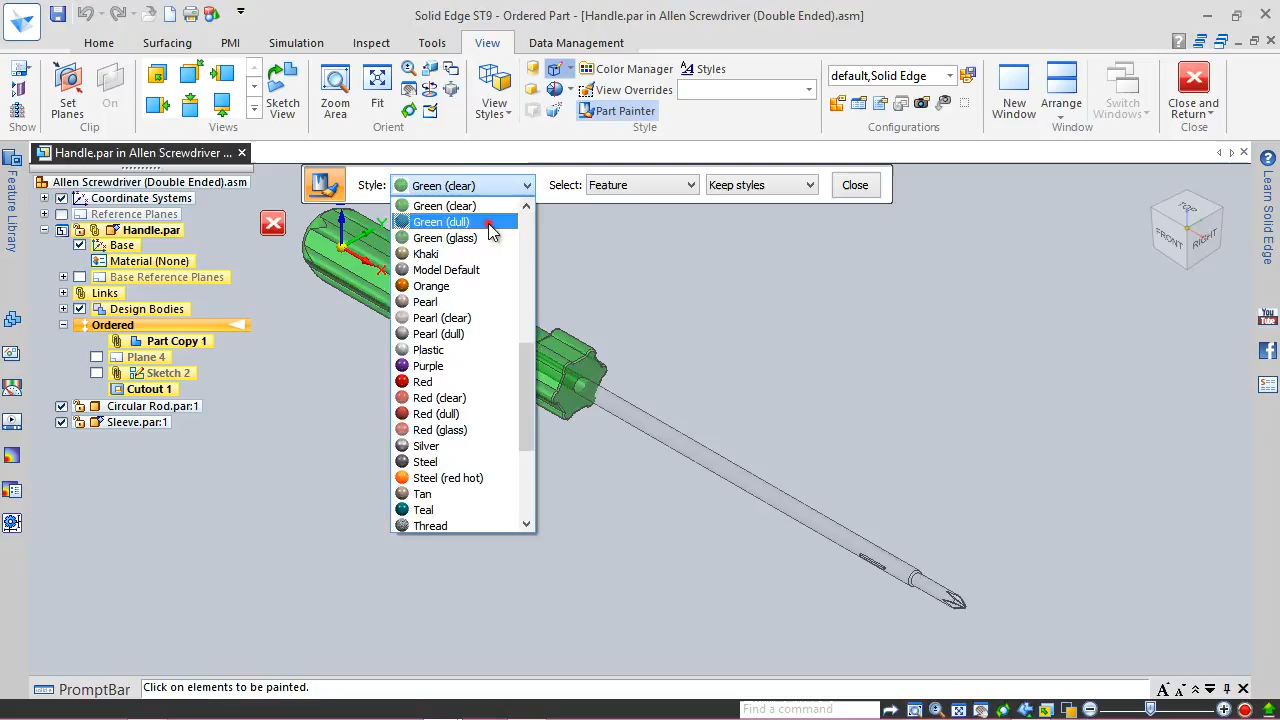 Solid Edge ST9 - Ordered Part - [Handle.par in Allen Screwdriver (Double Ended).asm]
Home Surfacing PMI Simulation Inspect Tools View Data Management
Set Planes
On
Sketch View
Zoom Area
Fit
View Styles
Color Manager
Styles
View Overrides
Part Painter
default,Solid Edge
New Window
Arrange
Switch Windows
Close and Return
Show Clip Views Orient Style Configurations Window Close
Handle.par in Allen Screwdriver ...
Allen Screwdriver (Double Ended).asm
Coordinate Systems
Reference Planes
Handle.par
Base
Material (None)
Base Reference Planes
Links
Design Bodies
Ordered
Part Copy 1
Plane 4
Sketch 2
Cutout 1
Circular Rod.par:1
Sleeve.par:1
Feature Library
Style: Green (clear) Select: Feature Keep styles Close
Green (clear)
Green (dull)
Green (glass)
Khaki
Model Default
Orange
Pearl
Pearl (clear)
Pearl (dull)
Plastic
Purple
Red
Red (clear)
Red (dull)
Red (glass)
Silver
Steel
Steel (red hot)
Tan
Teal
Thread
X
TOP
FRONT
RIGHT
Learn Solid Edge
You Tube
PromptBar
Click on elements to be painted.
Find a command